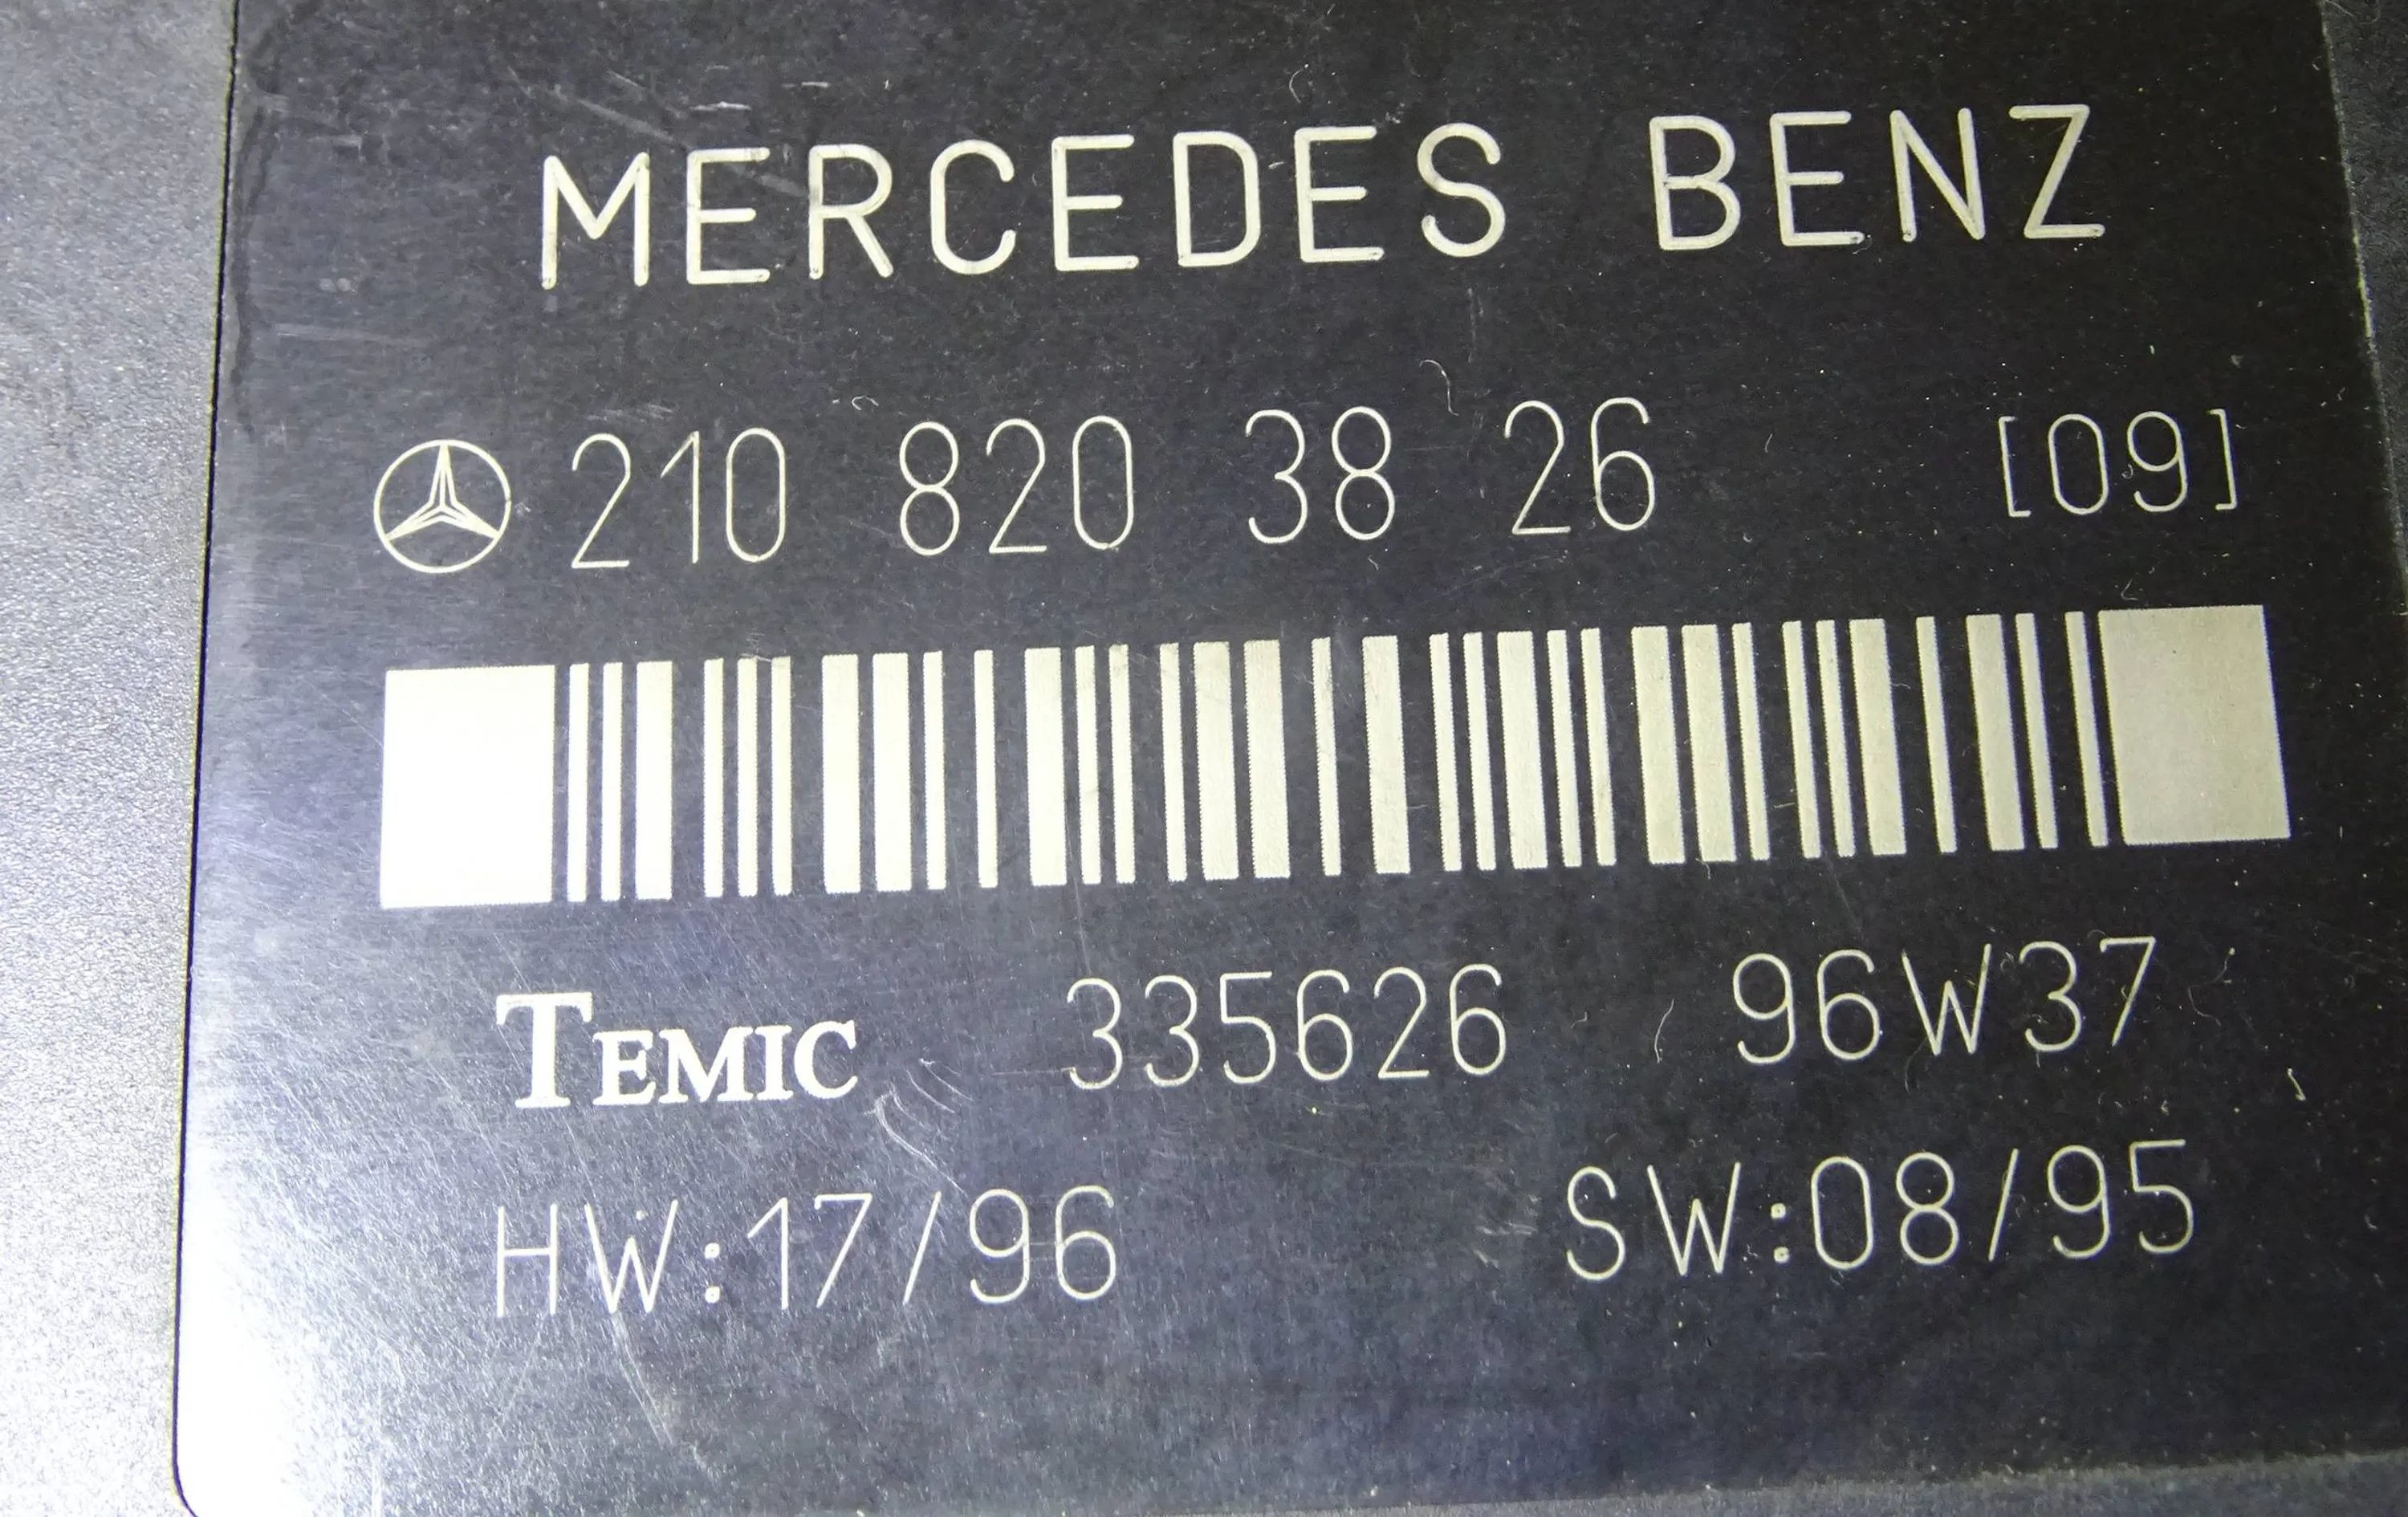 MERCEDES BENZ
210 820 38 26 [09]
TEMIC 335626 96W37
HW:17/96 SW:08/95